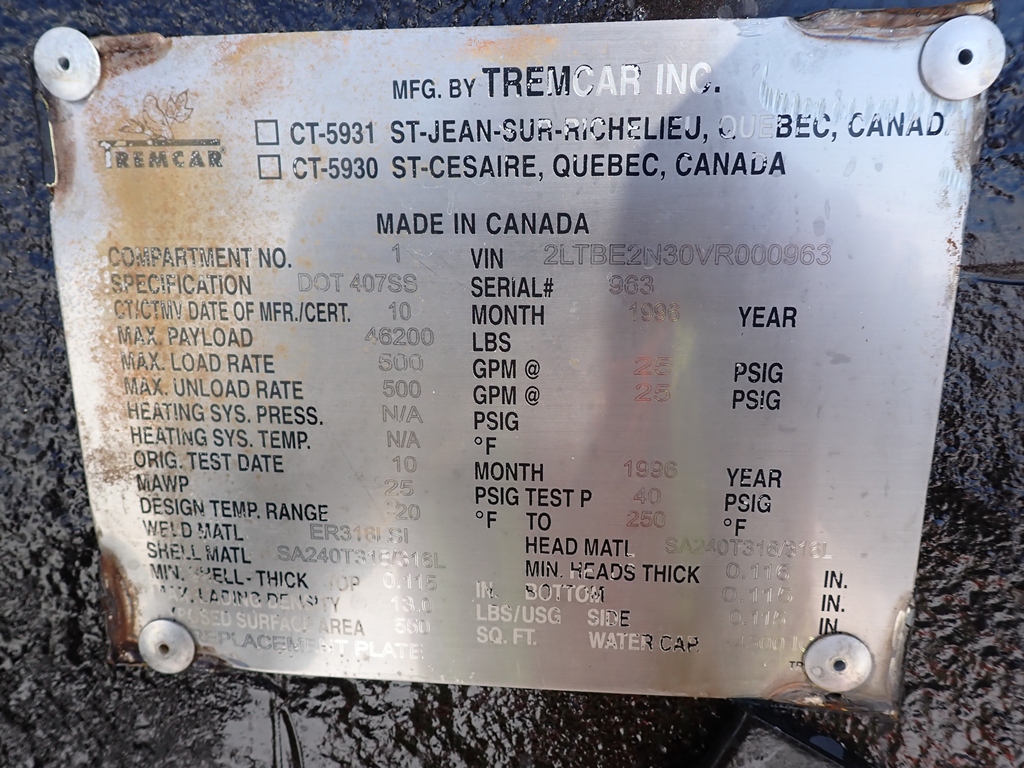 MFG. BY TREMCAR INC.
TREMCAR
☐ CT-5931 ST-JEAN-SUR-RICHELIEU, QUEBEC, CANAD
☐ CT-5930 ST-CESAIRE, QUEBEC, CANADA
MADE IN CANADA
COMPARTMENT NO. 1 VIN 2LTBE2N30VR000963
SPECIFICATION DOT 407SS SERIAL# 963
CT/CTMV DATE OF MFR./CERT. 10 MONTH 1996 YEAR
MAX. PAYLOAD 46200 LBS
MAX. LOAD RATE 500 GPM @ 25 PSIG
MAX. UNLOAD RATE 500 GPM @ 25 PSIG
HEATING SYS. PRESS. N/A PSIG
HEATING SYS. TEMP. N/A °F
ORIG. TEST DATE 10 MONTH 1996 YEAR
MAWP 25 PSIG TEST P 40 PSIG
DESIGN TEMP. RANGE -20 °F TO 250 °F
WELD MATL ER316LSI HEAD MATL SA240T316/316L
SHELL MATL SA240T316/316L MIN. HEADS THICK 0.115 IN.
MIN. SHELL - THICK TOP 0.115 IN. BOTTOM 0.115 IN.
MAX. LADING DENSITY 13.0 LBS/USG SIDE 0.115 IN.
SURFACE AREA 560 SQ. FT. WATER CAP.
REPLACEMENT PLATE